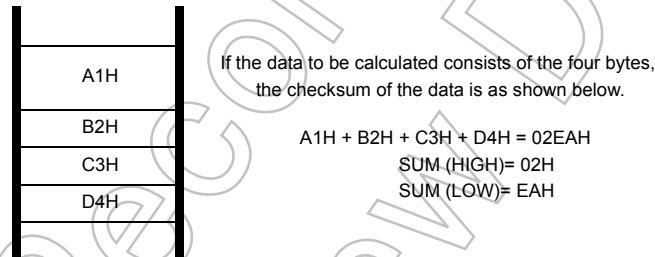 A1H
B2H
C3H
D4H
If the data to be calculated consists of the four bytes,
the checksum of the data is as shown below.
A1H + B2H + C3H + D4H = 02EAH
SUM (HIGH)= 02H
SUM (LOW)= EAH